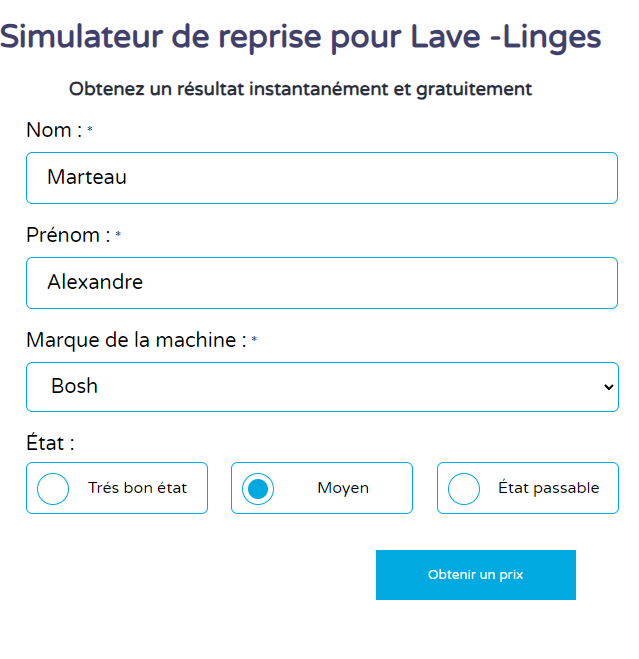 Simulateur de reprise pour Lave -Linges
Obtenez un résultat instantanément et gratuitement
Nom : *
Marteau
Prénom : *
Alexandre
Marque de la machine : *
Bosh
État :
Trés bon état Moyen État passable
Obtenir un prix